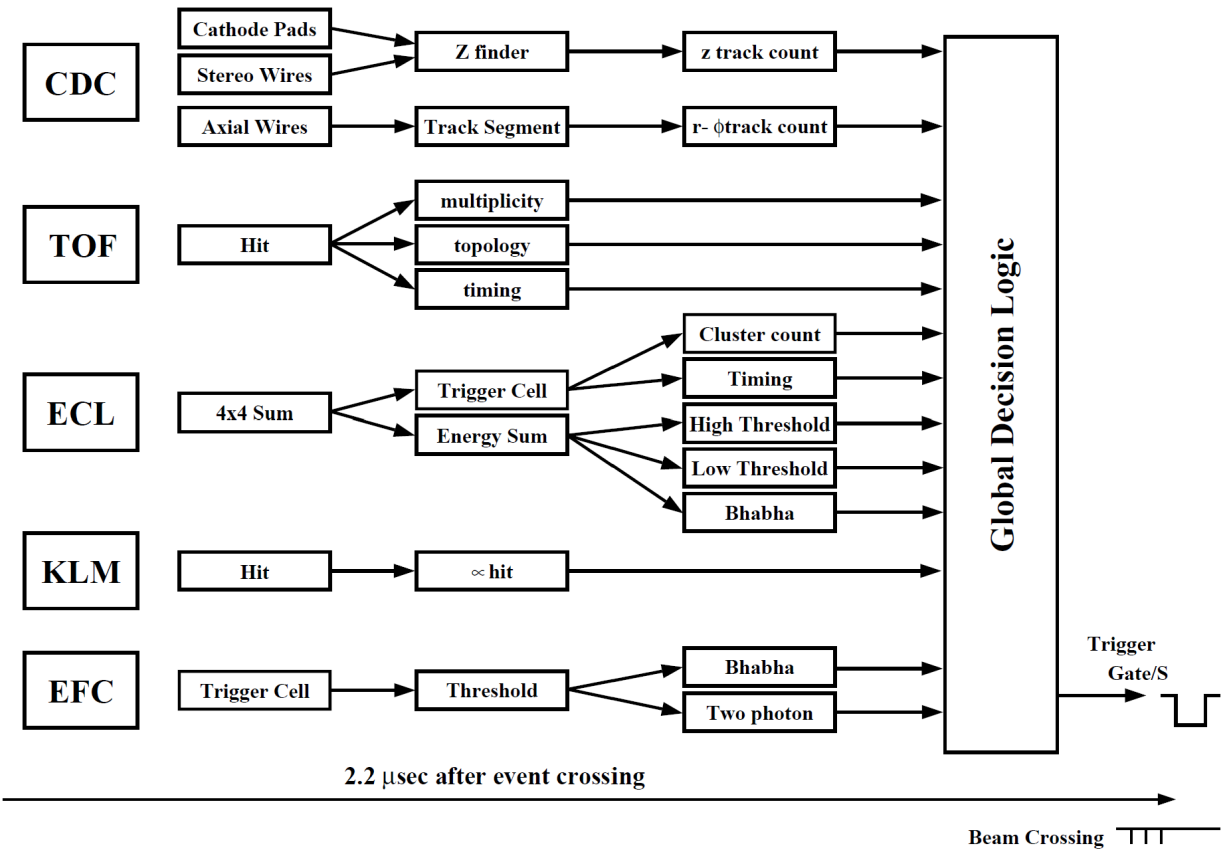 Cathode Pads
Z finder
z track count
CDC
Stereo Wires
Axial Wires
Track Segment
r- ϕtrack count
multiplicity
TOF
Hit
topology
timing
Cluster count
Trigger Cell
Timing
ECL
4x4 Sum
Energy Sum
High Threshold
Low Threshold
Bhabha
KLM
Hit
∝ hit
EFC
Trigger Cell
Threshold
Bhabha
Two photon
Global Decision Logic
Trigger
Gate/S
2.2 μsec after event crossing
Beam Crossing